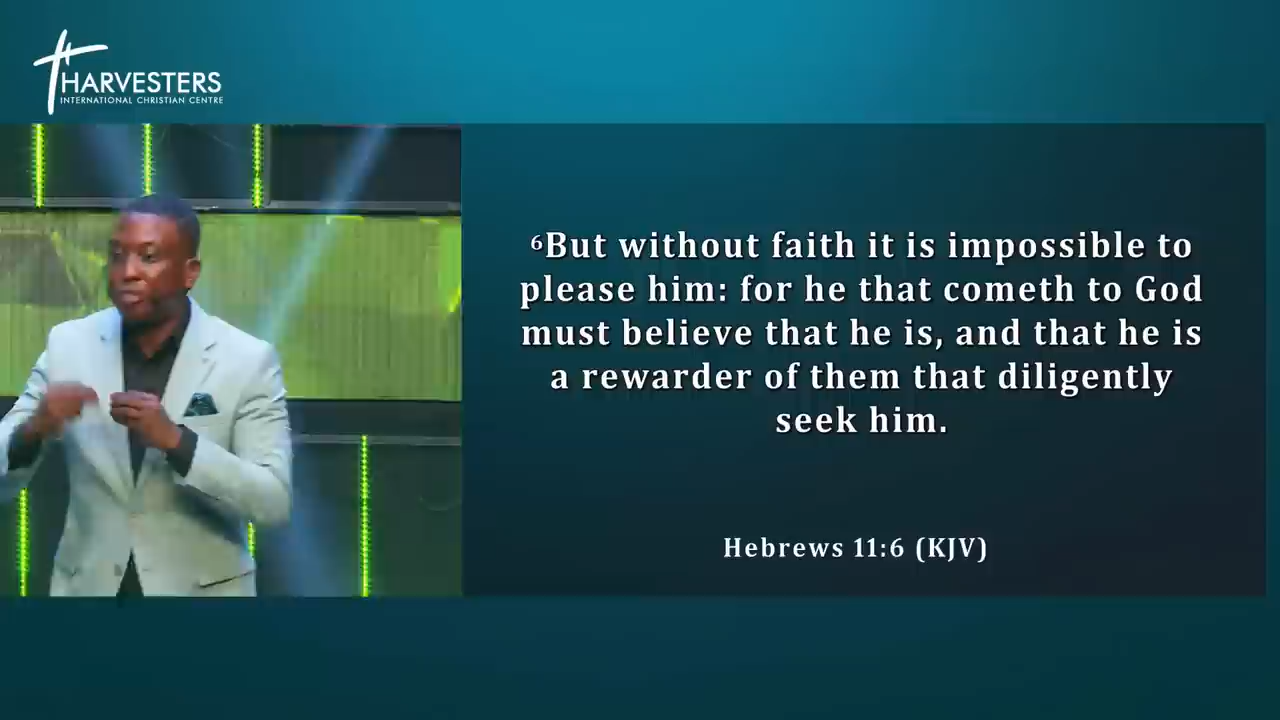 HARVESTERS
INTERNATIONAL CHRISTIAN CENTRE
⁶But without faith it is impossible to
please him: for he that cometh to God
must believe that he is, and that he is
a rewarder of them that diligently
seek him.
Hebrews 11:6 (KJV)